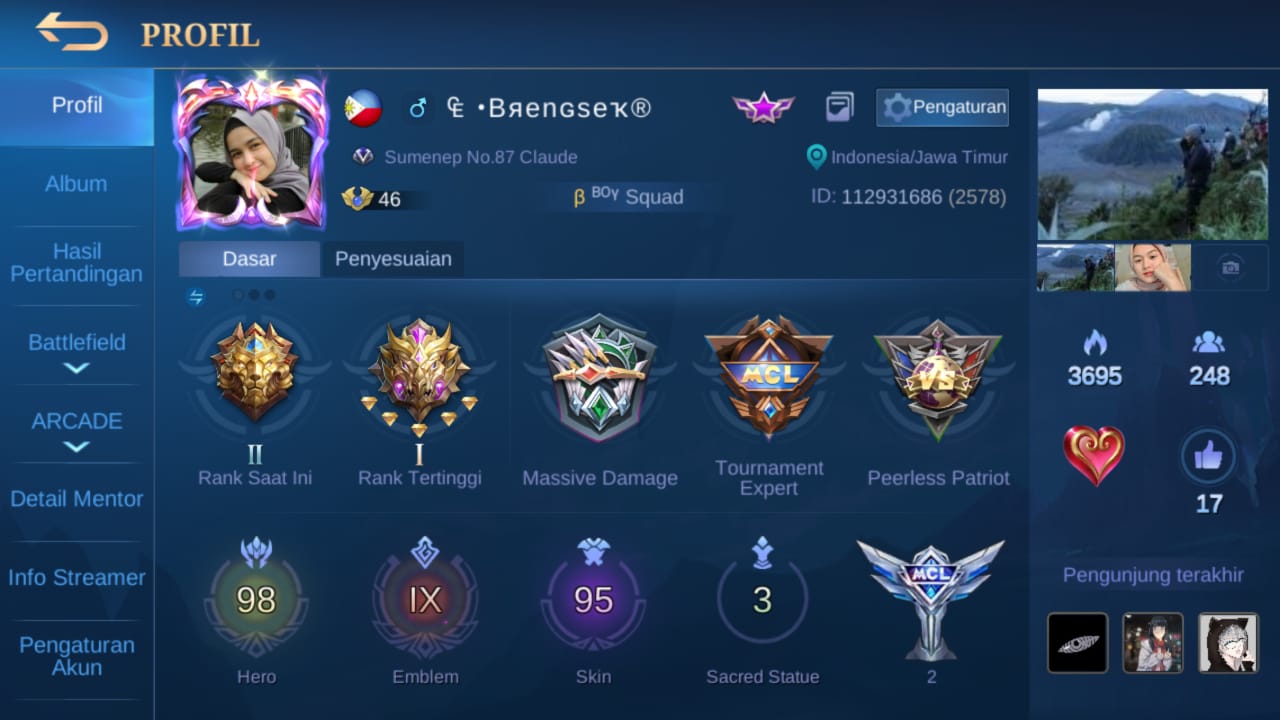 PROFIL
Profil
Album
Hasil
Pertandingan
Battlefield
ARCADE
Detail Mentor
Info Streamer
Pengaturan
Akun
₠ •Bяengseҡ®
Pengaturan
Sumenep No.87 Claude
Indonesia/Jawa Timur
46
β ᴮᴼᵞ Squad
ID: 112931686 (2578)
Dasar
Penyesuaian
II
I
MCL
VS
Rank Saat Ini
Rank Tertinggi
Massive Damage
Tournament
Expert
Peerless Patriot
98
IX
95
3
MCL
Hero
Emblem
Skin
Sacred Statue
2
3695
248
17
Pengunjung terakhir